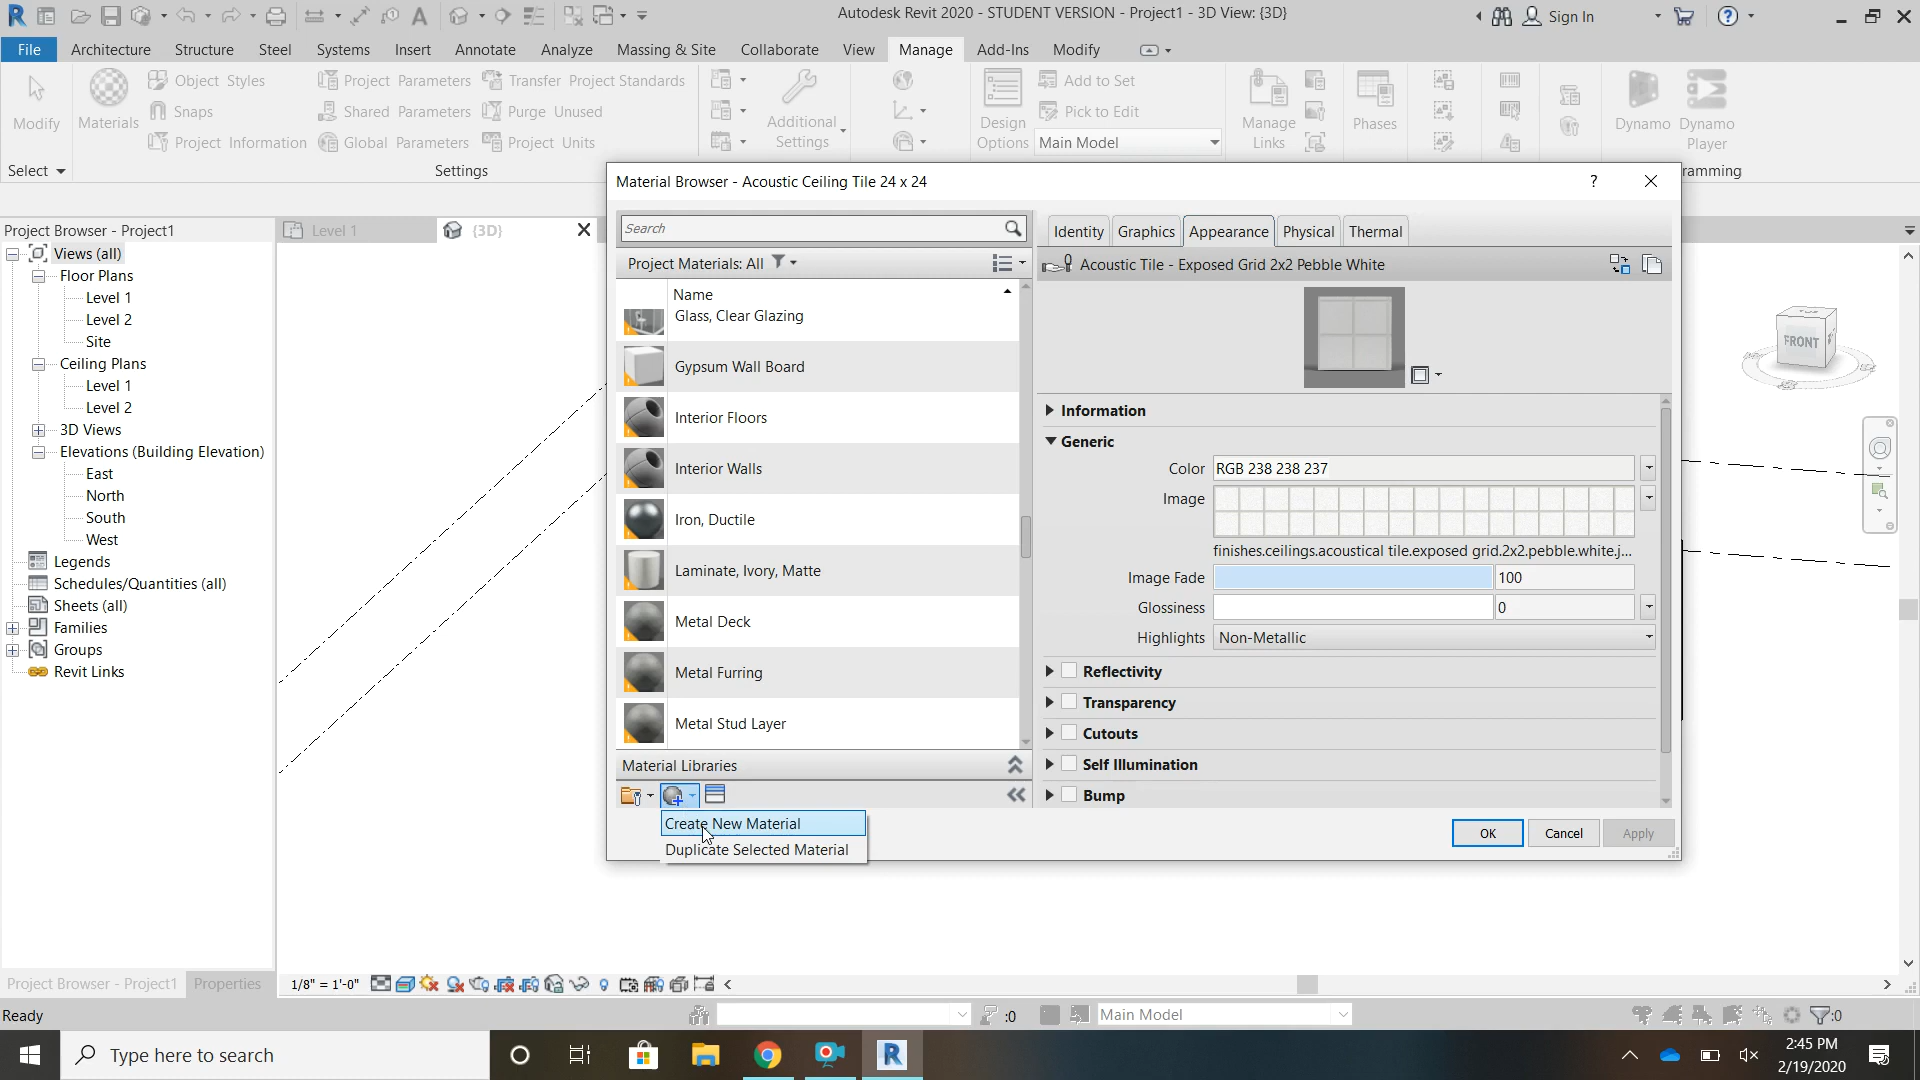 Autodesk Revit 2020 - STUDENT VERSION - Project1 - 3D View: {3D}
Sign In
File Architecture Structure Steel Systems Insert Annotate Analyze Massing & Site Collaborate View Manage Add-Ins Modify
Modify
Materials
Object Styles
Snaps
Project Information
Project Parameters
Shared Parameters
Global Parameters
Transfer Project Standards
Purge Unused
Project Units
Additional
Settings
Design
Options
Add to Set
Pick to Edit
Main Model
Manage
Links
Phases
Dynamo
Dynamo
Player
Select
Settings
ramming
Project Browser - Project1
Views (all)
Floor Plans
Level 1
Level 2
Site
Ceiling Plans
Level 1
Level 2
3D Views
Elevations (Building Elevation)
East
North
South
West
Legends
Schedules/Quantities (all)
Sheets (all)
Families
Groups
Revit Links
Project Browser - Project1
Properties
Level 1
{3D}
FRONT
Material Browser - Acoustic Ceiling Tile 24 x 24
?
Search
Project Materials: All
Name
Glass, Clear Glazing
Gypsum Wall Board
Interior Floors
Interior Walls
Iron, Ductile
Laminate, Ivory, Matte
Metal Deck
Metal Furring
Metal Stud Layer
Material Libraries
Create New Material
Duplicate Selected Material
Identity Graphics Appearance Physical Thermal
Acoustic Tile - Exposed Grid 2x2 Pebble White
Information
Generic
Color RGB 238 238 237
Image
finishes.ceilings.acoustical tile.exposed grid.2x2.pebble.white.j...
Image Fade 100
Glossiness 0
Highlights Non-Metallic
Reflectivity
Transparency
Cutouts
Self Illumination
Bump
OK Cancel Apply
1/8" = 1'-0"
Ready
:0
Main Model
:0
Type here to search
2:45 PM
2/19/2020